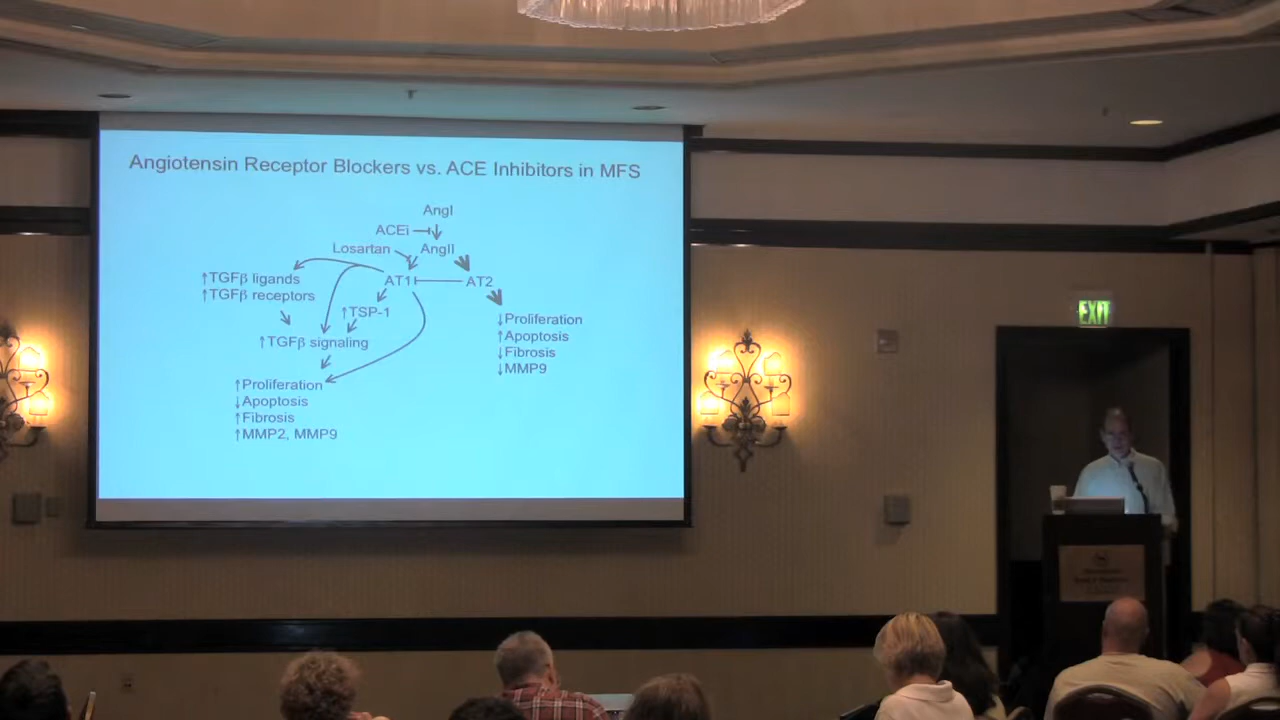 Angiotensin Receptor Blockers vs. ACE Inhibitors in MFS
AngI
ACEi
Losartan
AngII
↑TGFβ ligands
↑TGFβ receptors
AT1
AT2
↑TSP-1
↑TGFβ signaling
↓Proliferation
↑Apoptosis
↓Fibrosis
↓MMP9
↑Proliferation
↓Apoptosis
↑Fibrosis
↑MMP2, MMP9
EXIT